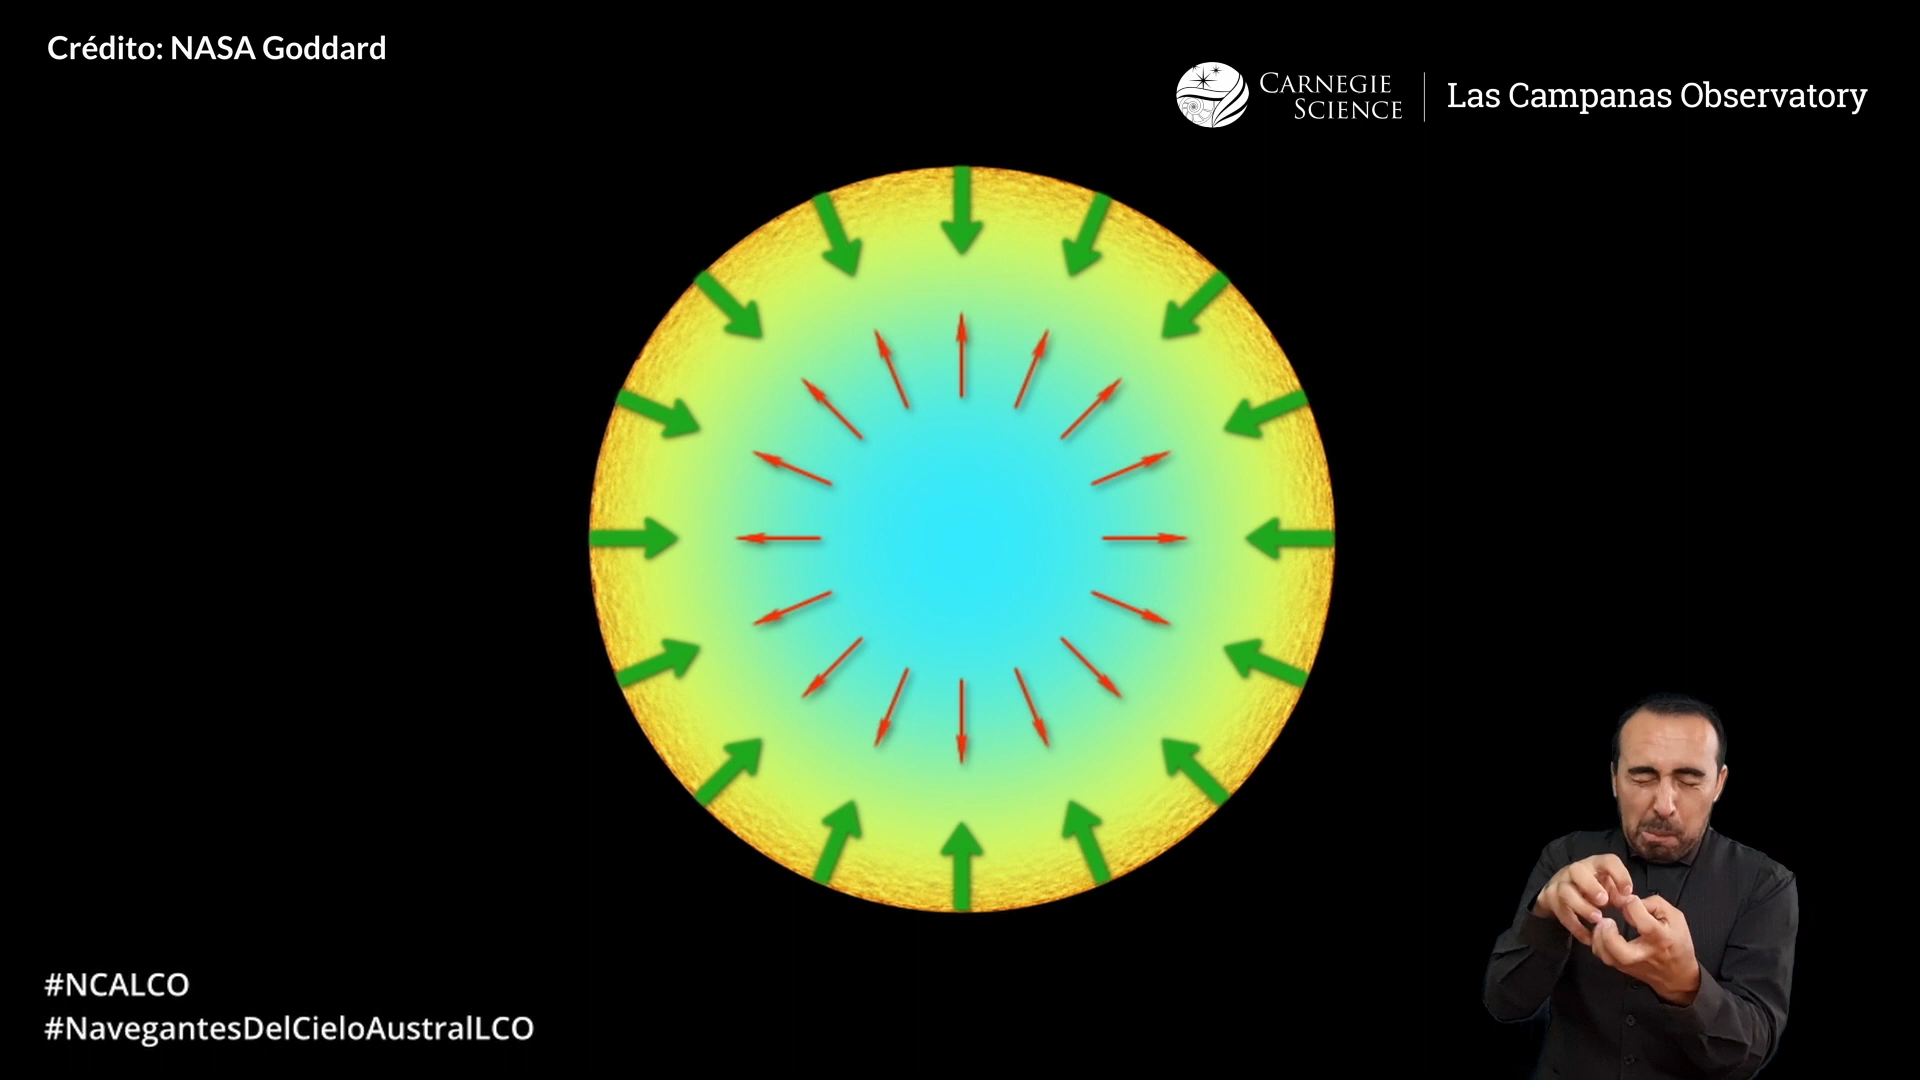 Crédito: NASA Goddard
CARNEGIE
SCIENCE
Las Campanas Observatory
#NCALCO
#NavegantesDelCieloAustralLCO